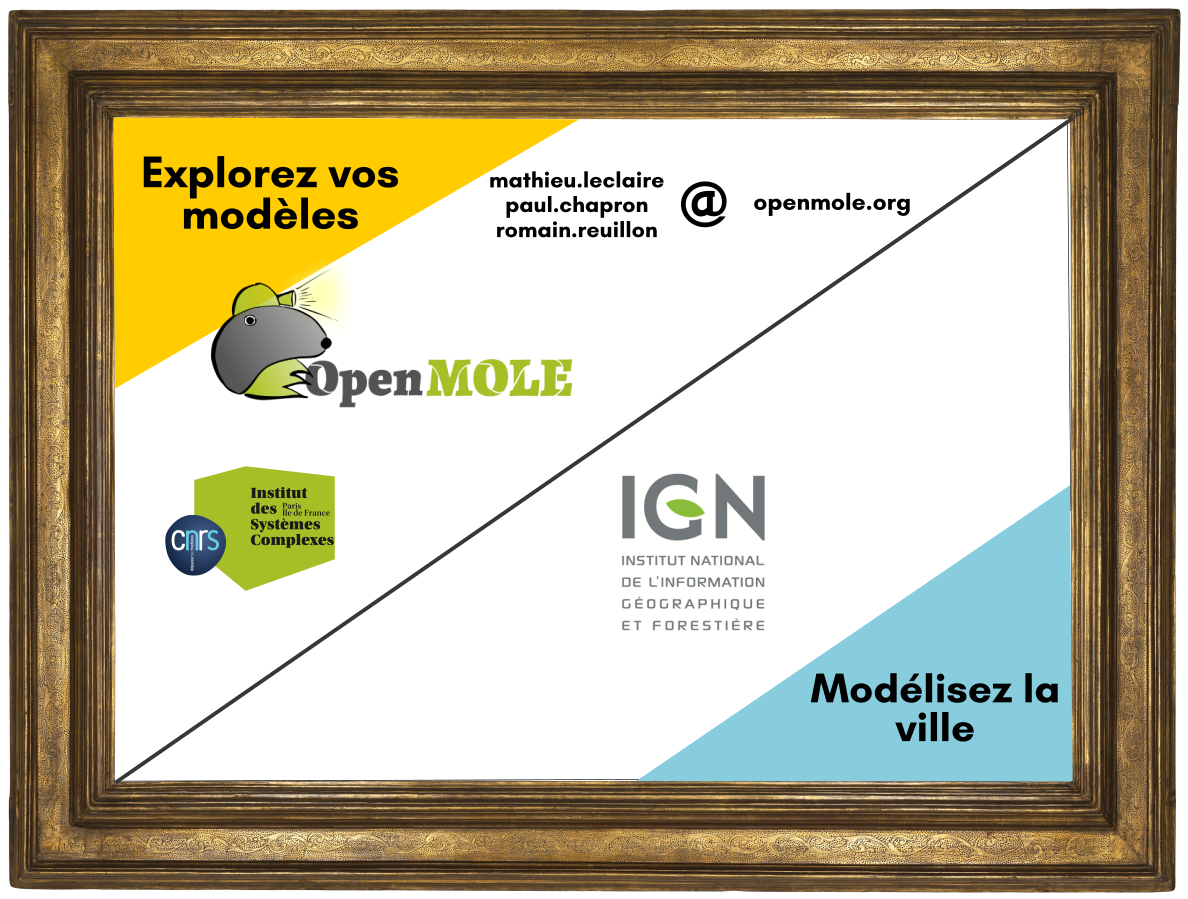 Explorez vos
modèles
mathieu.leclaire
paul.chapron
romain.reuillon
@
openmole.org
OpenMOLE
Institut
des Paris
Ile de France
Systèmes
Complexes
cnrs
IGN
INSTITUT NATIONAL
DE L'INFORMATION
GÉOGRAPHIQUE
ET FORESTIÈRE
Modélisez la
ville